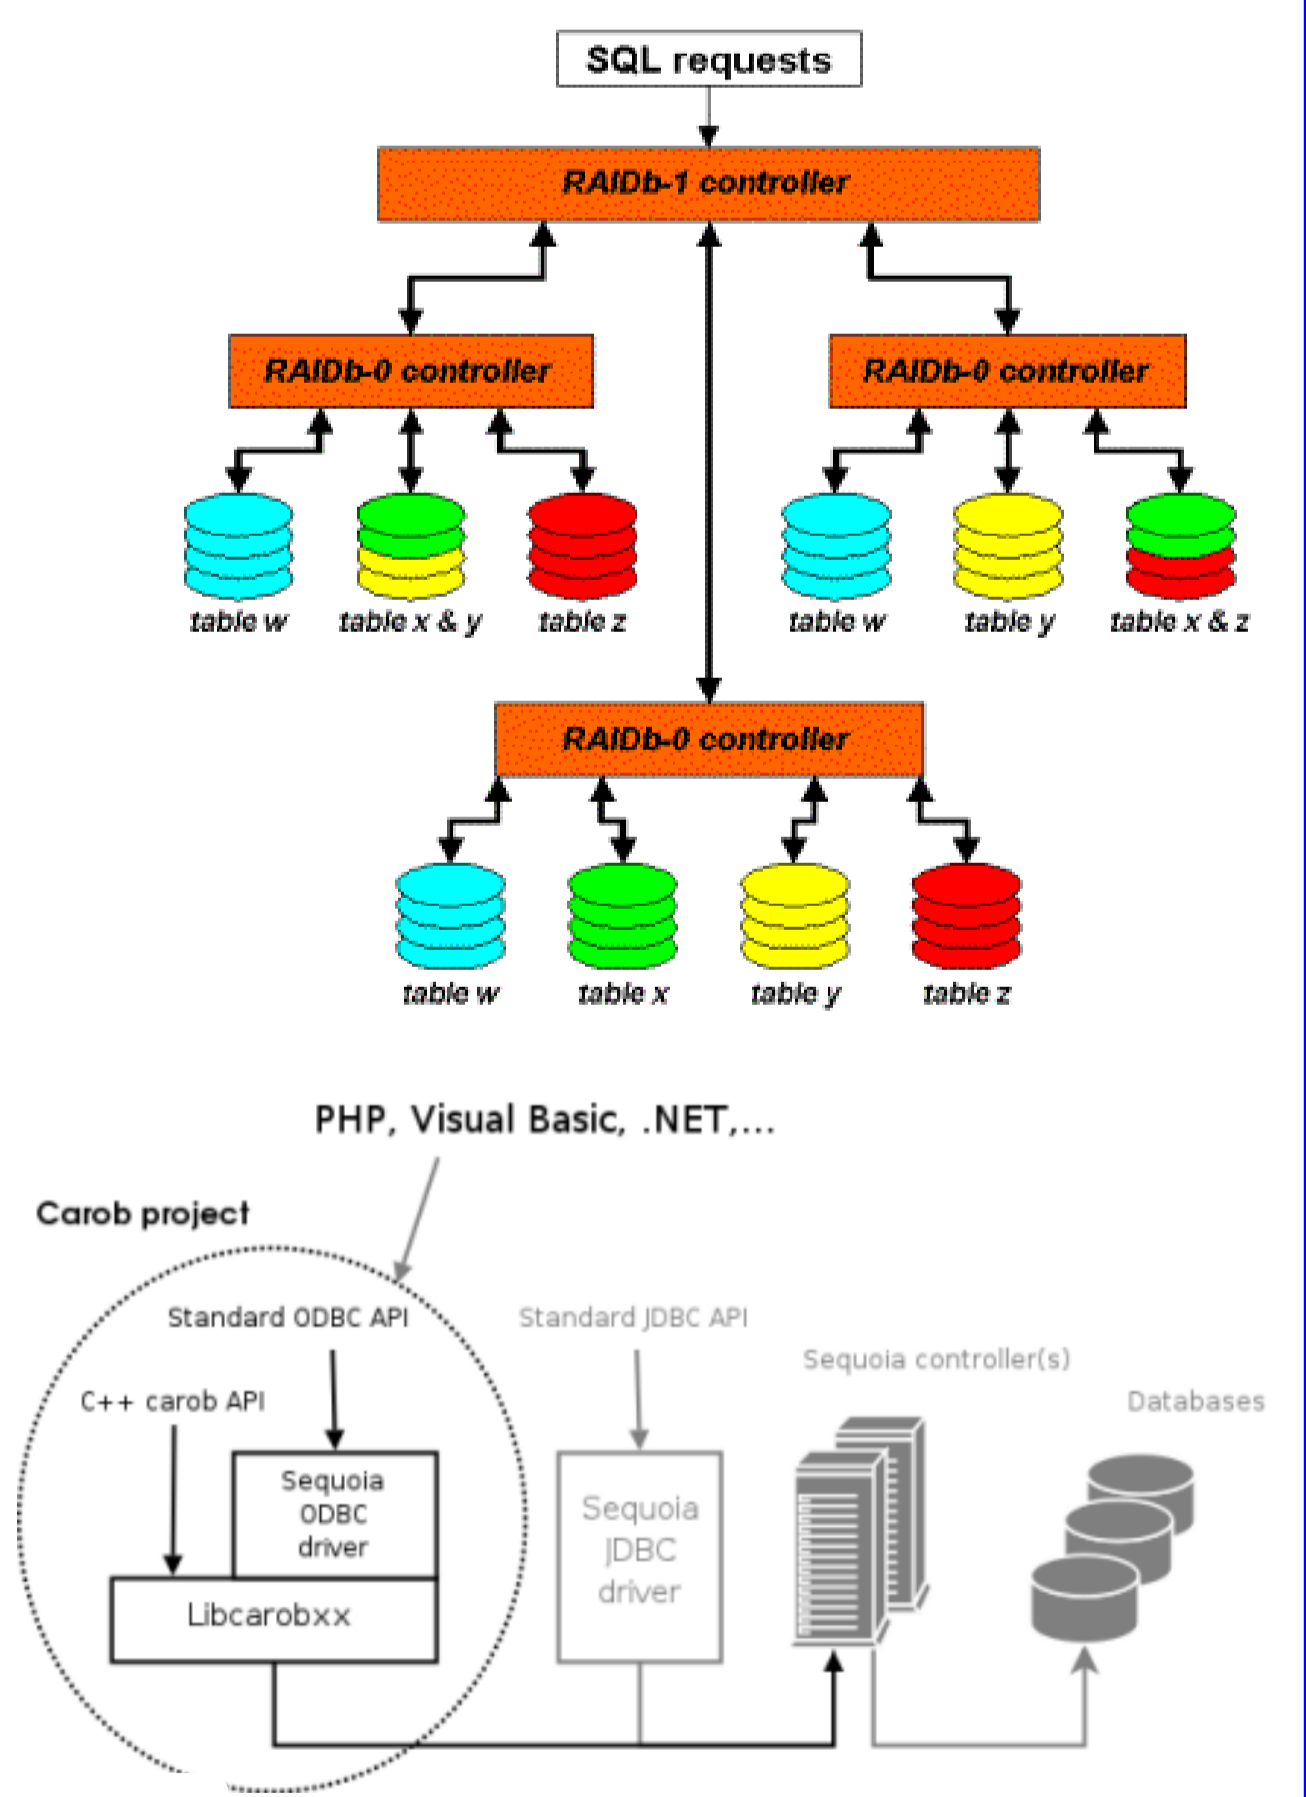 SQL requests
RAIDb-1 controller
RAIDb-0 controller
RAIDb-0 controller
table w
table x & y
table z
table w
table y
table x & z
RAIDb-0 controller
table w
table x
table y
table z
PHP, Visual Basic, .NET,...
Carob project
Standard ODBC API
Standard JDBC API
Sequoia controller(s)
C++ carob API
Databases
Sequoia
ODBC
driver
Sequoia
JDBC
driver
Libcarobxx